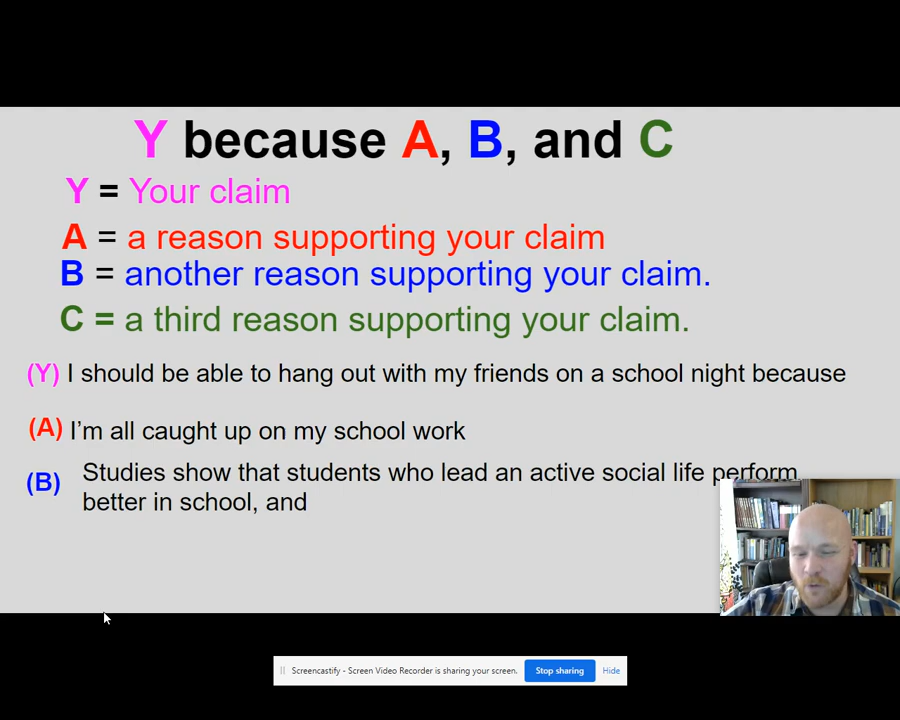 Y because A, B, and C
Y = Your claim
A = a reason supporting your claim
B = another reason supporting your claim.
C = a third reason supporting your claim.
(Y) I should be able to hang out with my friends on a school night because
(A) I’m all caught up on my school work
(B) Studies show that students who lead an active social life perform
better in school, and
Screencastify - Screen Video Recorder is sharing your screen. Stop sharing Hide